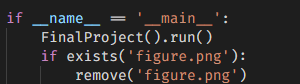 if __name__ == '__main__':
    FinalProject().run()
    if exists('figure.png'):
        remove('figure.png')